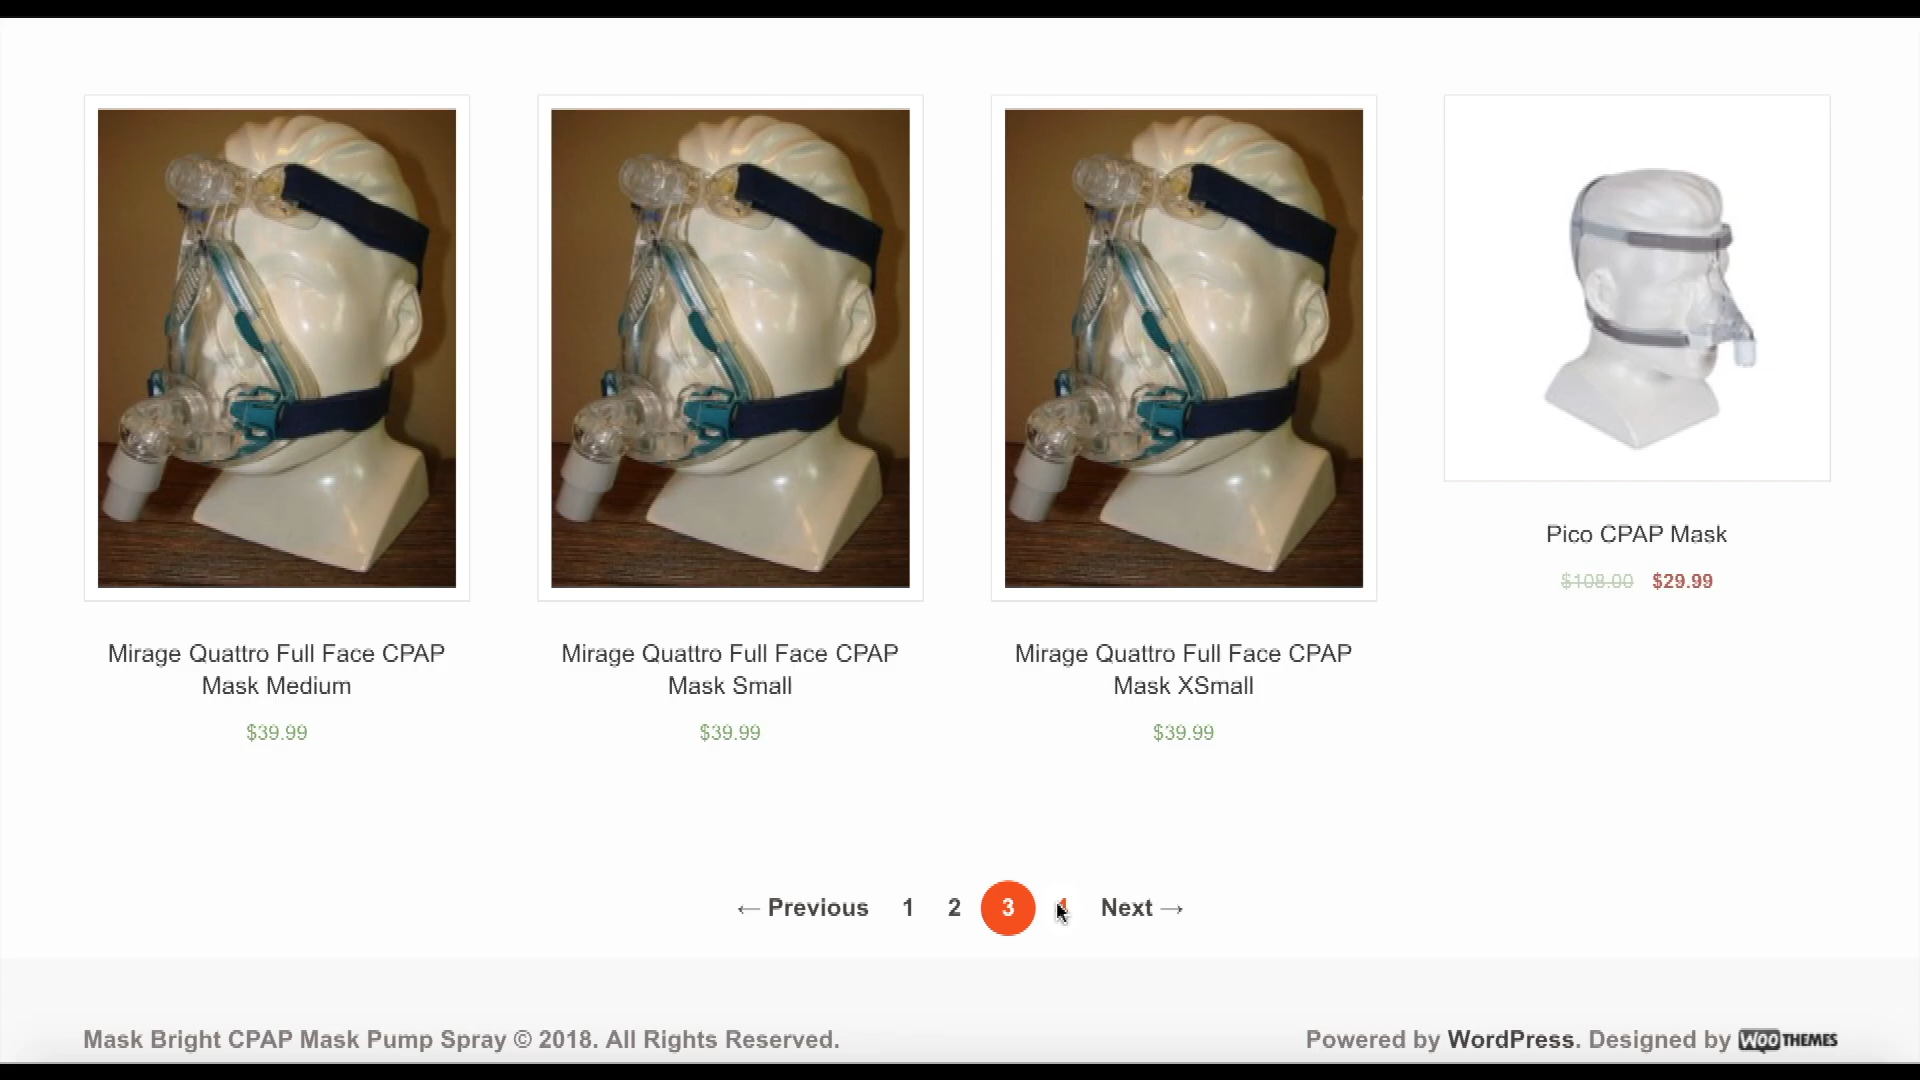 Mirage Quattro Full Face CPAP
Mask Medium
$39.99
Mirage Quattro Full Face CPAP
Mask Small
$39.99
Mirage Quattro Full Face CPAP
Mask XSmall
$39.99
Pico CPAP Mask
$108.00 $29.99
← Previous 1 2 3 4 Next →
Mask Bright CPAP Mask Pump Spray © 2018. All Rights Reserved.
Powered by WordPress. Designed by WOOTHEMES